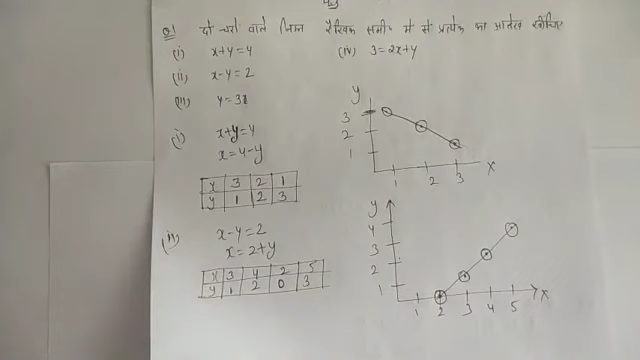 Q1 दो चरों वाले निम्न रैखिक समी० में से प्रत्येक का आलेख खींचिए
(i) x+y=4 (iv) 3=2x+y
(ii) x-y=2
(iii) y=3x
(i) x+y=4
x=4-y
x 3 2 1
y 1 2 3
y
3
2
1
1 2 3 x
(ii) x-y=2
x=2+y
x 3 4 2 5
y 1 2 0 3
y
4
3
2
1
1 2 3 4 5 x